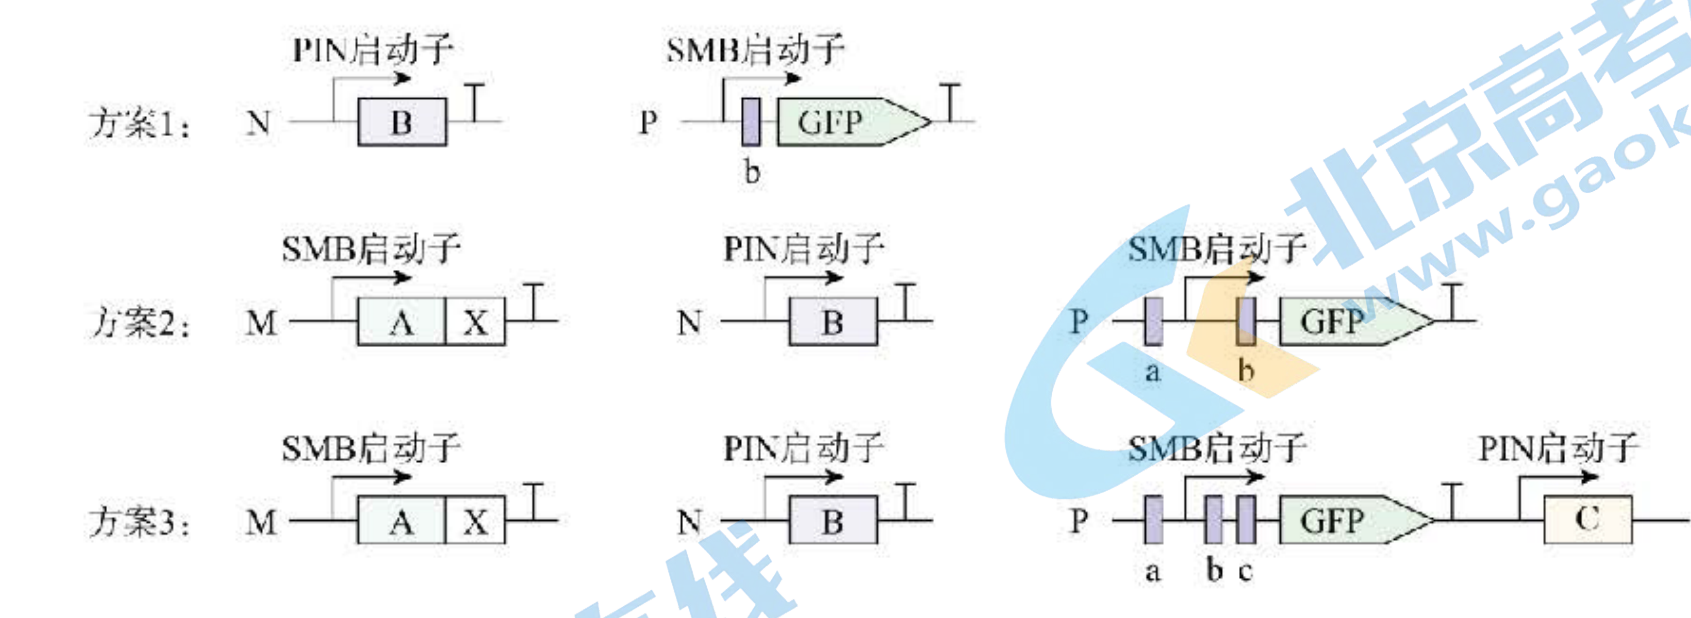 PIN启动子 SMB启动子
方案1: N B P GFP
b
SMB启动子 PIN启动子 SMB启动子
方案2: M A X N B P GFP
a b
SMB启动子 PIN启动子 SMB启动子 PIN启动子
方案3: M A X N B P GFP C
a b c
北京高考
www.gaok
在线